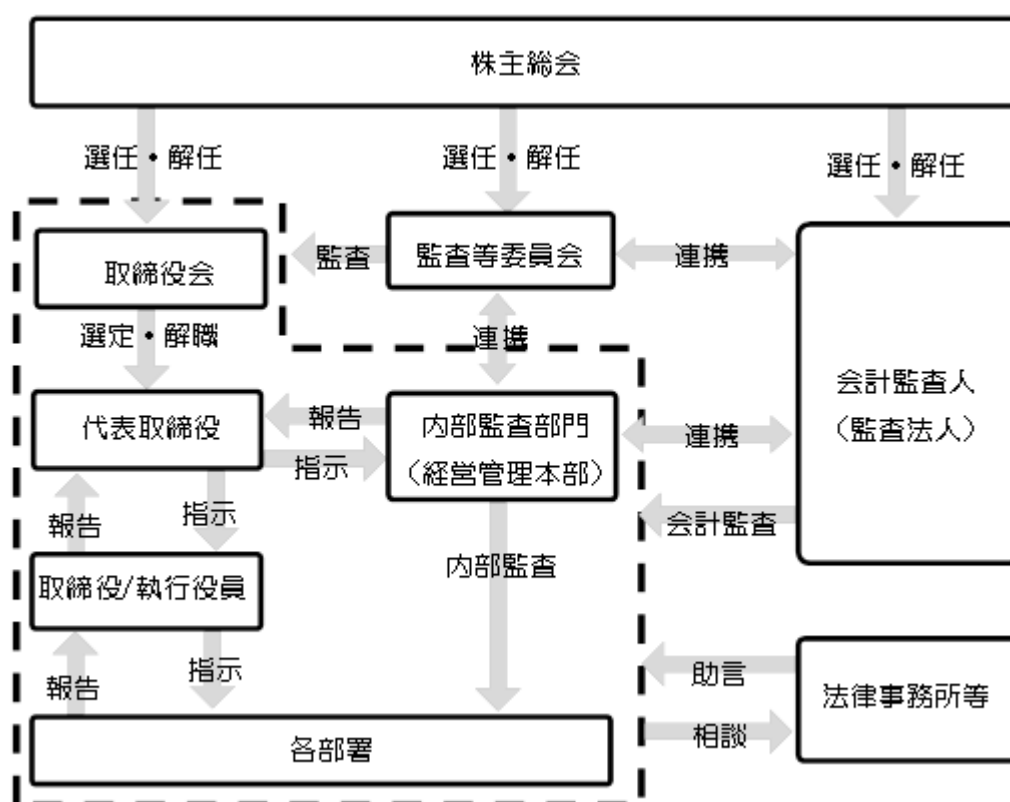 株主総会
選任・解任
選任・解任
選任・解任
取締役会
監査
監査等委員会
連携
選定・解職
連携
会計監査人
（監査法人）
代表取締役
報告
指示
内部監査部門
（経営管理本部）
連携
報告
指示
会計監査
内部監査
取締役/執行役員
報告
指示
助言
法律事務所等
相談
各部署